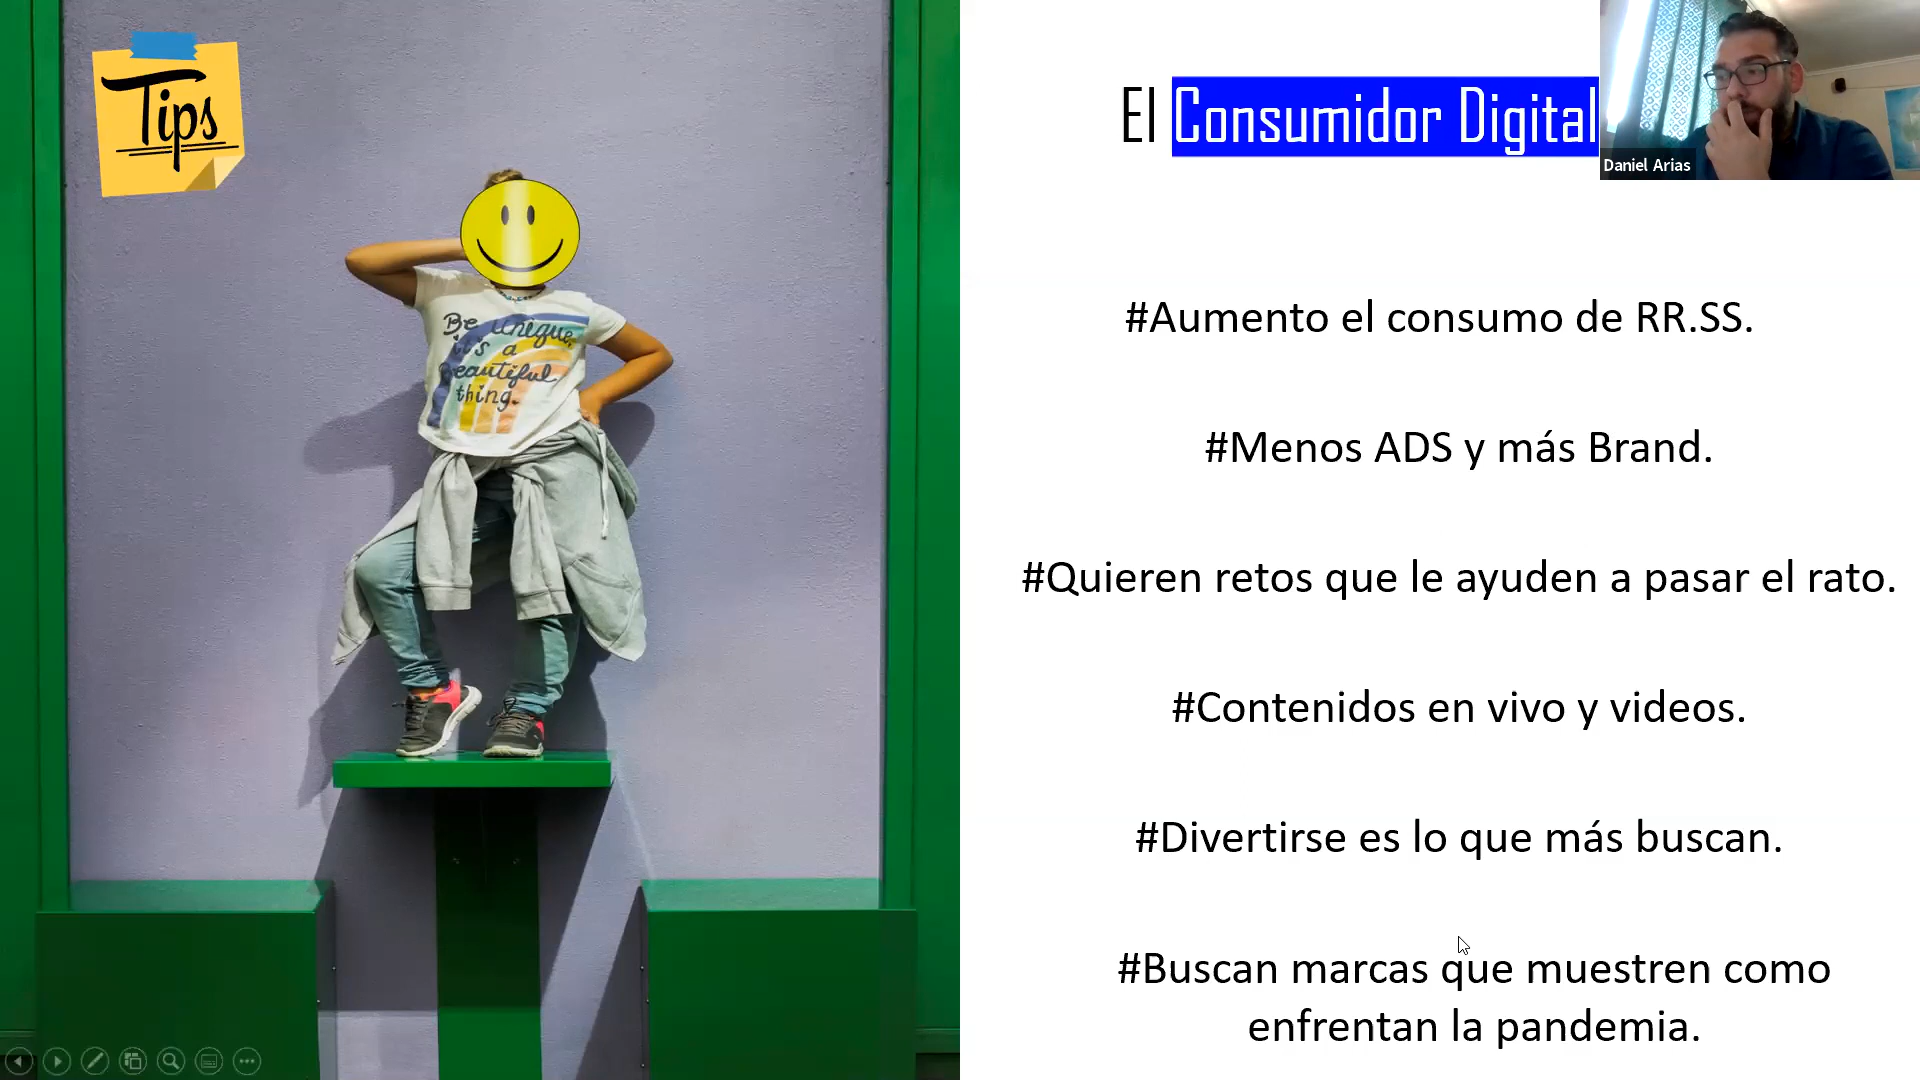 Tips
El Consumidor Digital
Daniel Arias
Be unique,
it's a
Beautiful
thing.
#Aumento el consumo de RR.SS.
#Menos ADS y más Brand.
#Quieren retos que le ayuden a pasar el rato.
#Contenidos en vivo y videos.
#Divertirse es lo que más buscan.
#Buscan marcas que muestren como
enfrentan la pandemia.